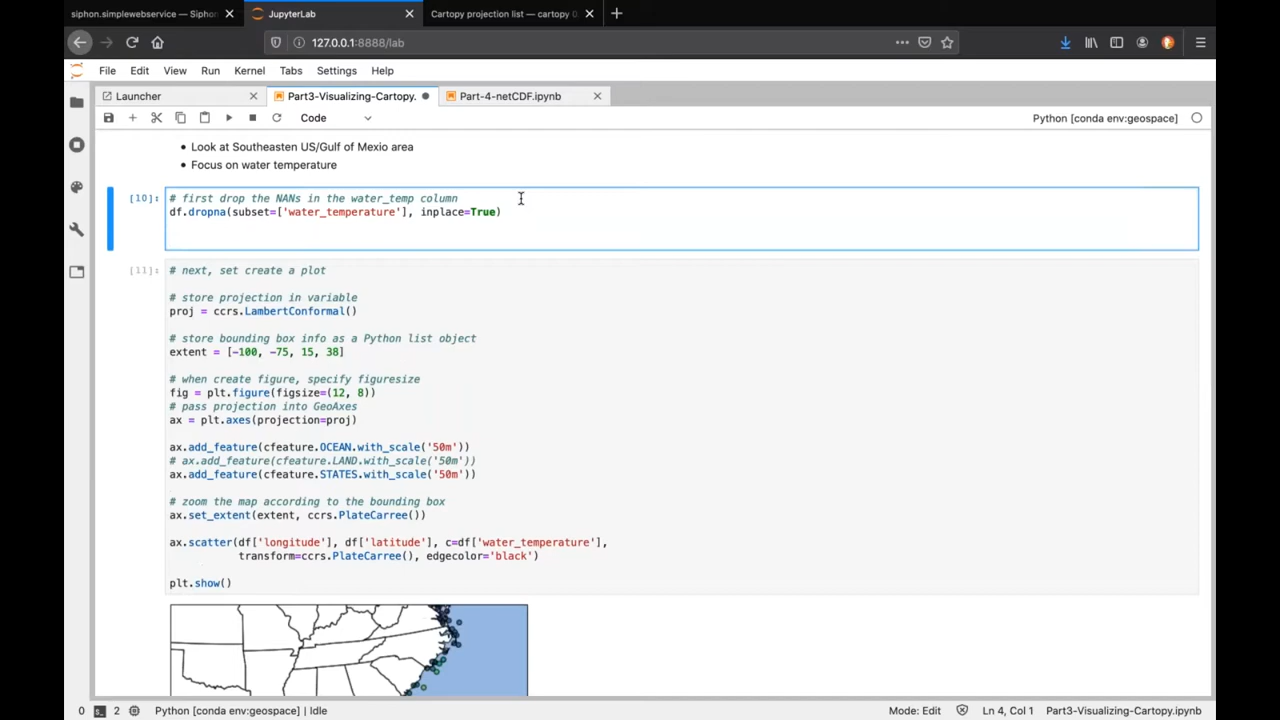 siphon.simplewebservice — Siphon
JupyterLab
Cartopy projection list — cartopy 0
127.0.0.1:8888/lab
File Edit View Run Kernel Tabs Settings Help
Launcher
Part3-Visualizing-Cartopy.
Part-4-netCDF.ipynb
Code
Python [conda env:geospace]
Look at Southeasten US/Gulf of Mexio area
Focus on water temperature
[10]: # first drop the NANs in the water_temp column
df.dropna(subset=['water_temperature'], inplace=True)
[11]: # next, set create a plot
# store projection in variable
proj = ccrs.LambertConformal()
# store bounding box info as a Python list object
extent = [-100, -75, 15, 38]
# when create figure, specify figuresize
fig = plt.figure(figsize=(12, 8))
# pass projection into GeoAxes
ax = plt.axes(projection=proj)
ax.add_feature(cfeature.OCEAN.with_scale('50m'))
# ax.add_feature(cfeature.LAND.with_scale('50m'))
ax.add_feature(cfeature.STATES.with_scale('50m'))
# zoom the map according to the bounding box
ax.set_extent(extent, ccrs.PlateCarree())
ax.scatter(df['longitude'], df['latitude'], c=df['water_temperature'],
transform=ccrs.PlateCarree(), edgecolor='black')
plt.show()
0 2 Python [conda env:geospace] | Idle Mode: Edit Ln 4, Col 1 Part3-Visualizing-Cartopy.ipynb